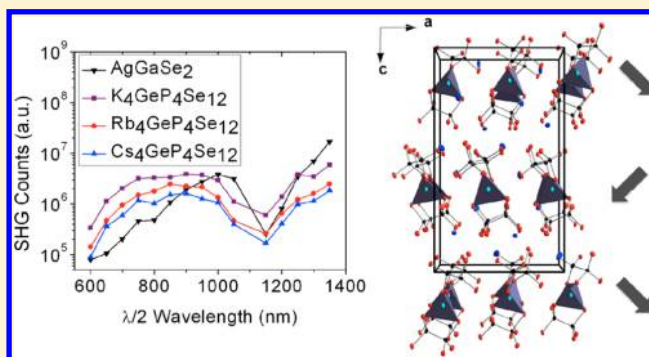 SHG Counts (a.u.)
10⁹
10⁸
10⁷
10⁶
10⁵
AgGaSe₂
K₄GeP₄Se₁₂
Rb₄GeP₄Se₁₂
Cs₄GeP₄Se₁₂
600 800 1000 1200 1400
λ/2 Wavelength (nm)
a
c